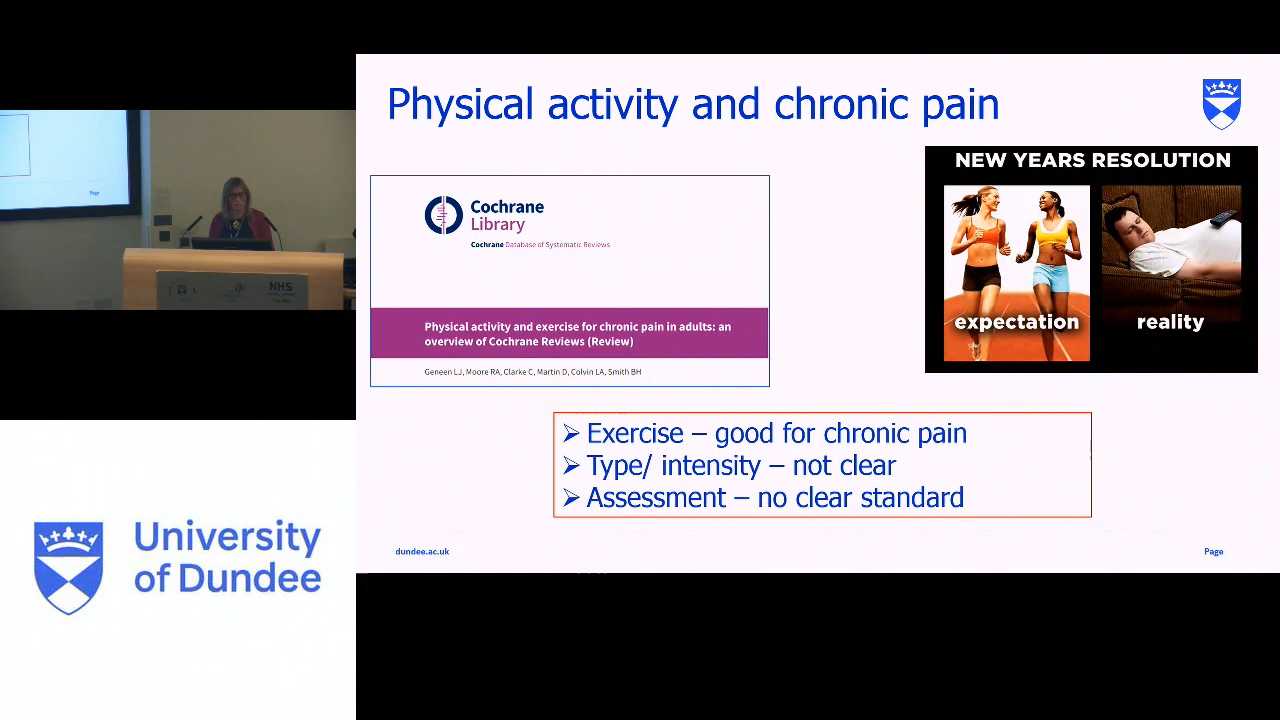 Physical activity and chronic pain
Cochrane
Library
Cochrane Database of Systematic Reviews
Physical activity and exercise for chronic pain in adults: an
overview of Cochrane Reviews (Review)
Geneen LJ, Moore RA, Clarke C, Martin D, Colvin LA, Smith BH
NEW YEARS RESOLUTION
expectation
reality
➢ Exercise – good for chronic pain
➢ Type/ intensity – not clear
➢ Assessment – no clear standard
dundee.ac.uk
Page
Page
NHS
University
of Dundee